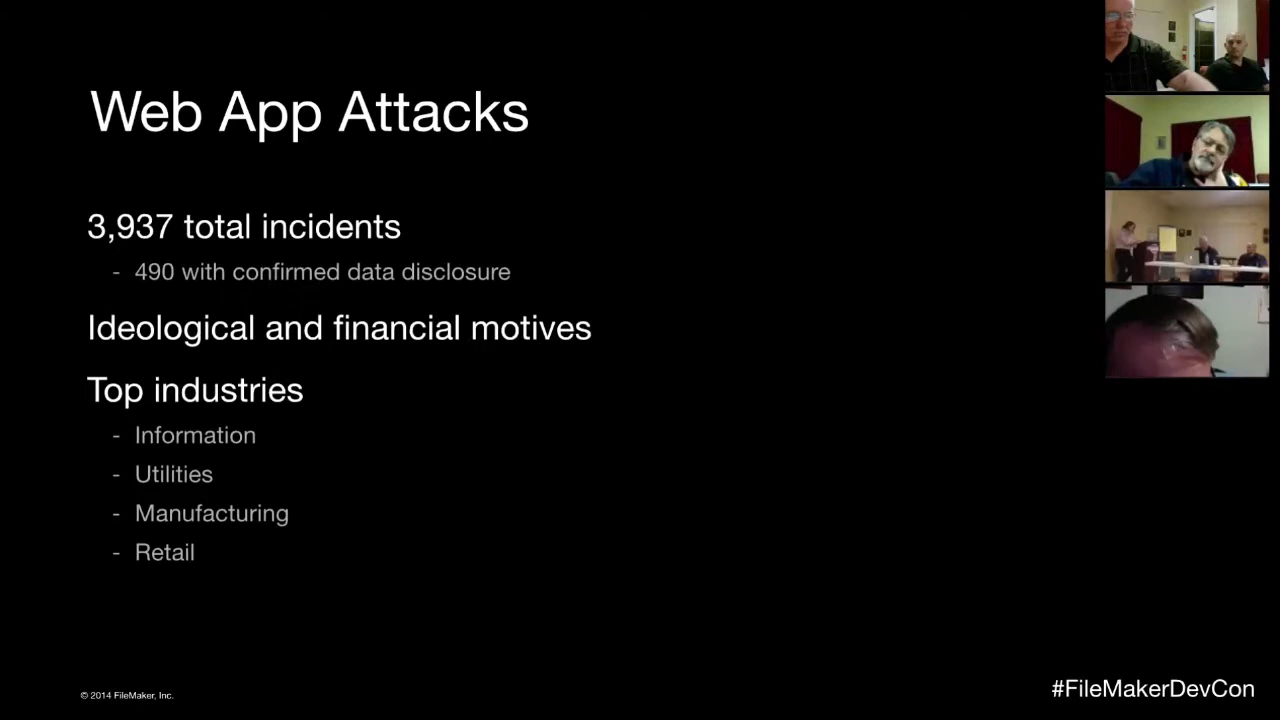 Web App Attacks
3,937 total incidents
- 490 with confirmed data disclosure
Ideological and financial motives
Top industries
- Information
- Utilities
- Manufacturing
- Retail
© 2014 FileMaker, Inc.
#FileMakerDevCon